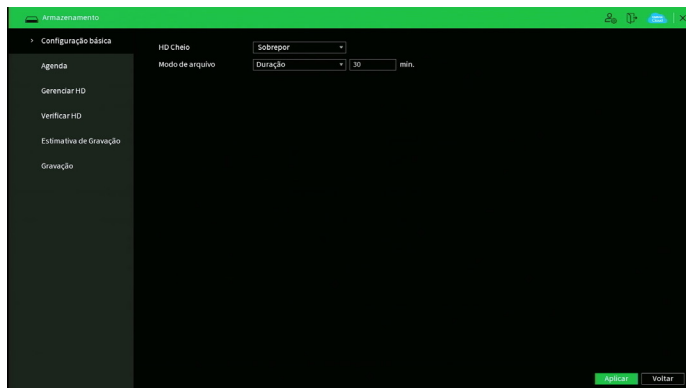 Armazenamento
> Configuração básica
HD Cheio Sobrepor
Agenda
Modo de arquivo Duração 30 min.
Gerenciar HD
Verificar HD
Estimativa de Gravação
Gravação
Aplicar Voltar